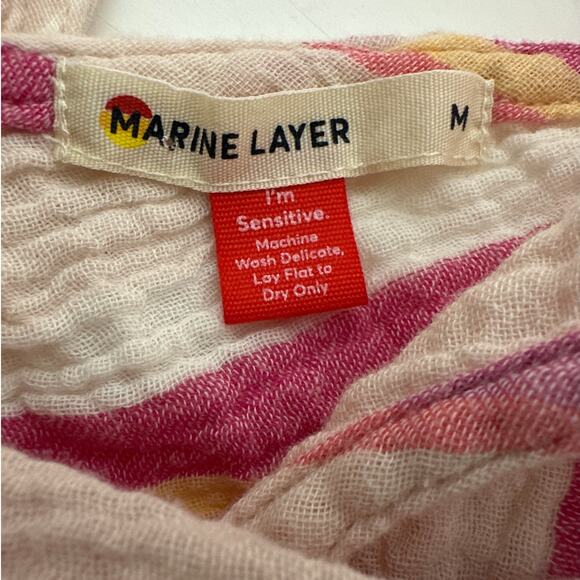 MARINE LAYER M
I'm
Sensitive.
Machine
Wash Delicate,
Lay Flat to
Dry Only